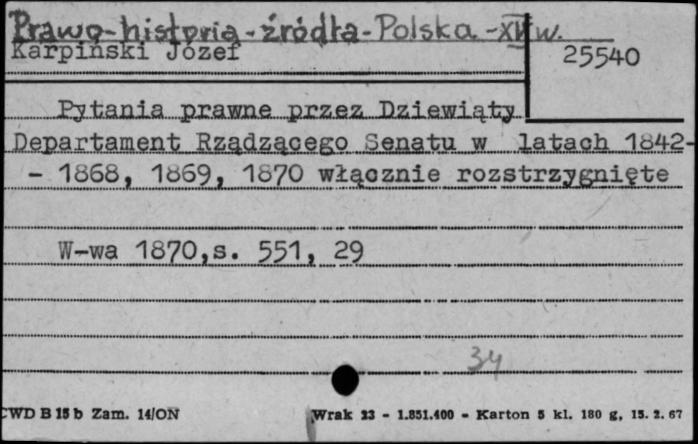 Prawo-historia-źródła-Polska-XIX w.
Karpiński Józef
25540
Pytania prawne przez Dziewiąty
Departament Rządzącego Senatu w latach 1842-
- 1868, 1869, 1870 włącznie rozstrzygnięte
W-wa 1870,s. 551, 29
34
CWD B 15 b Zam. 14/ON
Wrak 23 - 1.851.400 - Karton 5 kl. 180 g, 15. 2. 67